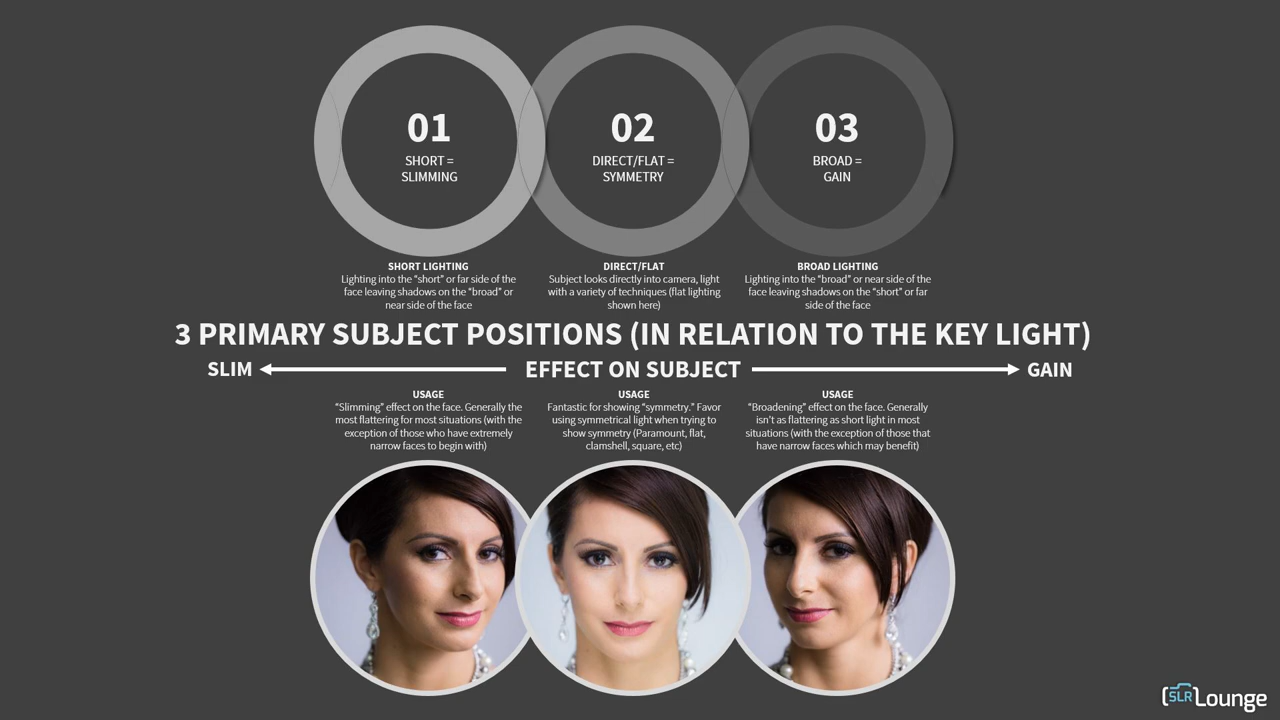 01
SHORT =
SLIMMING
02
DIRECT/FLAT =
SYMMETRY
03
BROAD =
GAIN
SHORT LIGHTING
Lighting into the “short” or far side of the
face leaving shadows on the “broad” or
near side of the face
DIRECT/FLAT
Subject looks directly into camera, light
with a variety of techniques (flat lighting
shown here)
BROAD LIGHTING
Lighting into the “broad” or near side of the
face leaving shadows on the “short” or far
side of the face
3 PRIMARY SUBJECT POSITIONS (IN RELATION TO THE KEY LIGHT)
SLIM
EFFECT ON SUBJECT
GAIN
USAGE
“Slimming” effect on the face. Generally the
most flattering for most situations (with the
exception of those who have extremely
narrow faces to begin with)
USAGE
Fantastic for showing “symmetry.” Favor
using symmetrical light when trying to
show symmetry (Paramount, flat,
clamshell, square, etc)
USAGE
“Broadening” effect on the face. Generally
isn’t as flattering as short light in most
situations (with the exception of those that
have narrow faces which may benefit)
SLR Lounge